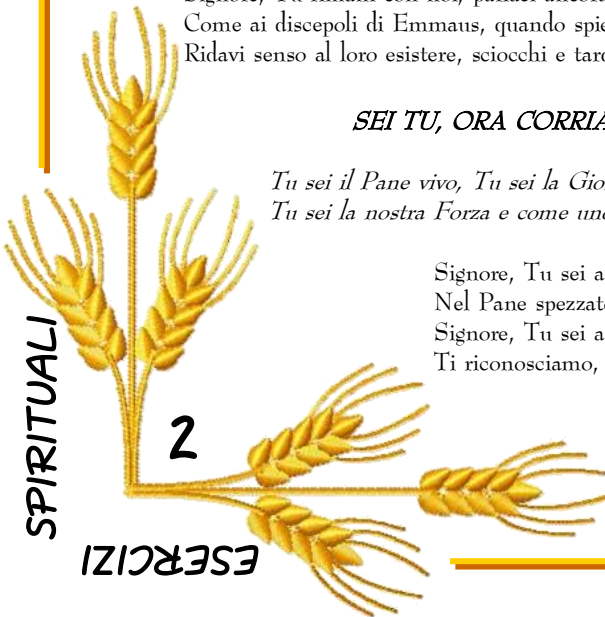 Come ai discepoli di Emmaus, quando
Ridavi senso al loro esistere, sciocchi e
SEI TU, ORA
Tu sei il Pane vivo, Tu sei la
Tu sei la nostra Forza e come
Signore, Tu sei
Nel Pane
Signore, Tu sei
Ti riconosciamo,
SPIRITUALI
2
ESERCIZI